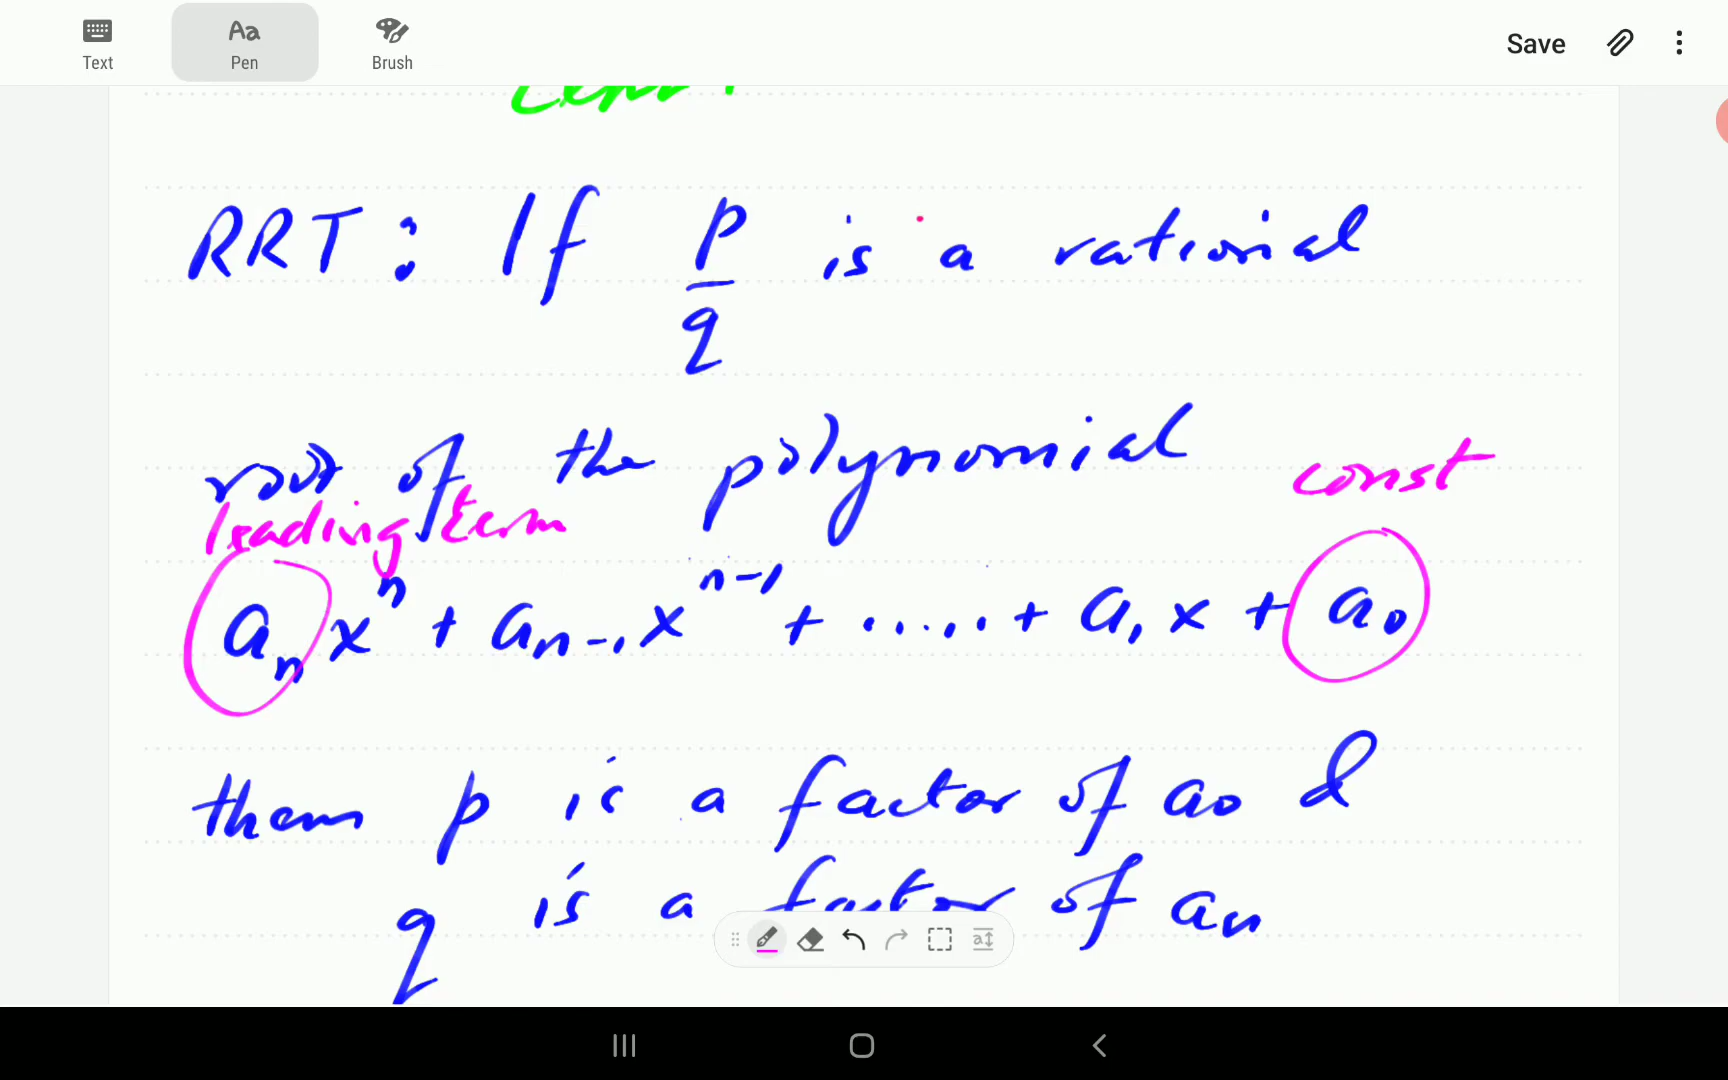 Text Pen Brush Save
RRT: If p/q is a rational
root of the polynomial
const
leading term
aₙxⁿ + aₙ₋₁xⁿ⁻¹ + ..... + a₁x + a₀
then p is a factor of a₀ &
q is a factor of aₙ